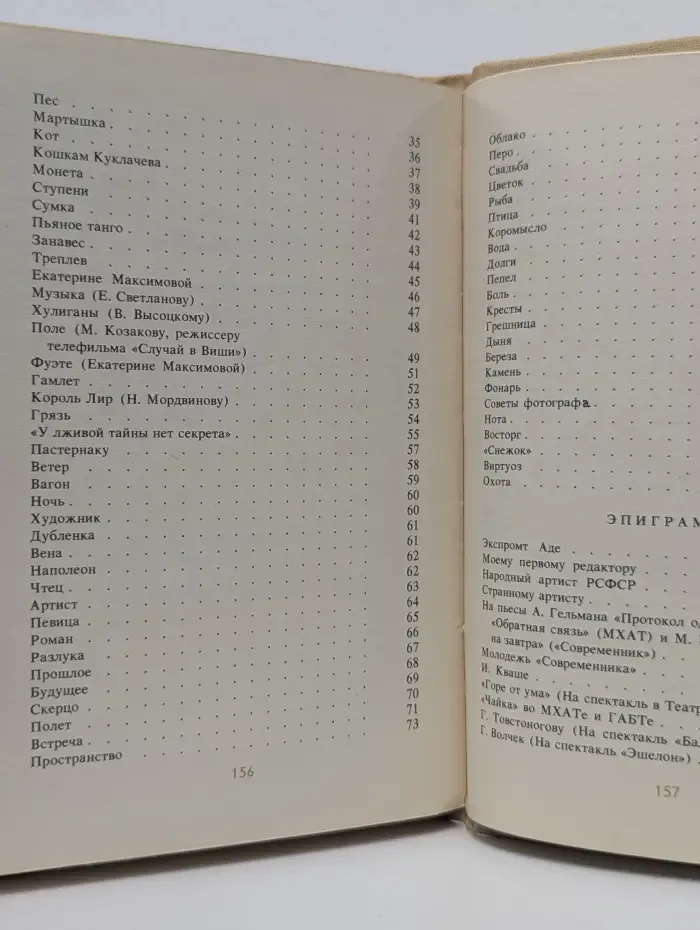 Пес . . . 35
Мартышка . . . 36
Кот . . . 37
Кошкам Куклачева . . . 38
Монета . . . 39
Ступени . . . 41
Сумка . . . 42
Пьяное танго . . . 43
Занавес . . . 44
Треплев . . . 45
Екатерине Максимовой . . . 46
Музыка (Е. Светланову) . . . 47
Хулиганы (В. Высоцкому) . . . 48
Поле (М. Козакову, режиссеру
телефильма «Случай в Виши») . . . 49
Фуэте (Екатерине Максимовой) . . . 51
Гамлет . . . 52
Король Лир (Н. Мордвинову) . . . 53
Грязь . . . 54
«У лживой тайны нет секрета» . . . 55
Пастернаку . . . 57
Ветер . . . 58
Вагон . . . 59
Ночь . . . 60
Художник . . . 60
Дубленка . . . 61
Вена . . . 61
Наполеон . . . 62
Чтец . . . 62
Артист . . . 63
Певица . . . 64
Роман . . . 65
Разлука . . . 66
Прошлое . . . 67
Будущее . . . 68
Скерцо . . . 69
Полет . . . 70
Встреча . . . 71
Пространство . . . 73
156
Облако . . .
Перо . . .
Свадьба . . .
Цветок . . .
Рыба . . .
Птица . . .
Коромысло . . .
Вода . . .
Долги . . .
Пепел . . .
Боль . . .
Кресты . . .
Грешница . . .
Дыня . . .
Береза . . .
Камень . . .
Фонарь . . .
Советы фотографа . . .
Нота . . .
Восторг . . .
«Снежок» . . .
Виртуоз . . .
Охота . . .
ЭПИГРАМ
Экспромт Аде . . .
Моему первому редактору . . .
Народный артист РСФСР . . .
Странному артисту . . .
На пьесы А. Гельмана «Протокол од
«Обратная связь» (МХАТ) и М.
на завтра» («Современник») . . .
Молодежь «Современника» . . .
И. Кваше . . .
«Горе от ума» (На спектакль в Театр
«Чайка» во МХАТе и ГАБТе . . .
Г. Товстоногову (На спектакль «Бал
Г. Волчек (На спектакль «Эшелон») . . .
157